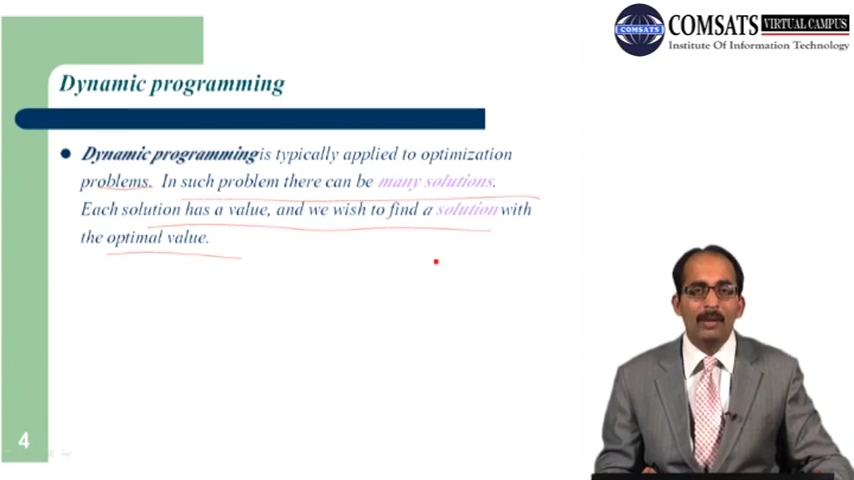 COMSATS VIRTUAL CAMPUS
COMSATS
Institute Of Information Technology
Dynamic programming
Dynamic programming is typically applied to optimization
problems. In such problem there can be many solutions.
Each solution has a value, and we wish to find a solution with
the optimal value.
4